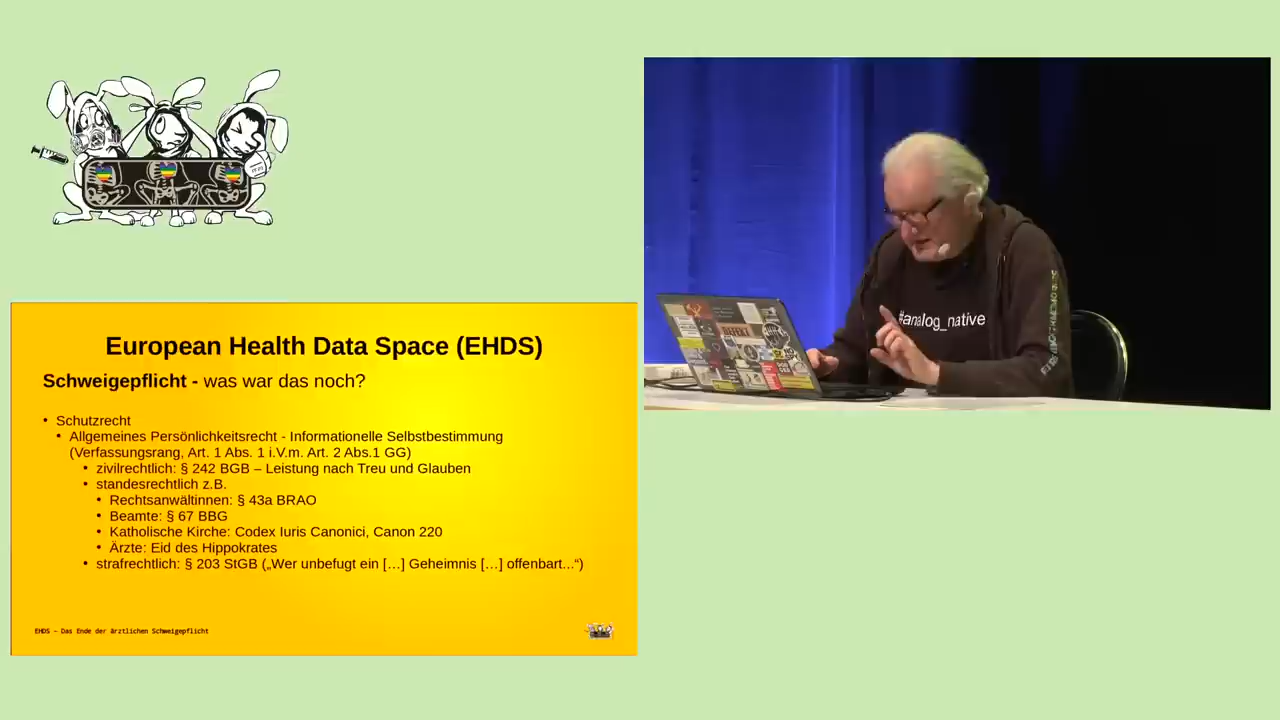 European Health Data Space (EHDS)
Schweigepflicht - was war das noch?
• Schutzrecht
• Allgemeines Persönlichkeitsrecht - Informationelle Selbstbestimmung
(Verfassungsrang, Art. 1 Abs. 1 i.V.m. Art. 2 Abs.1 GG)
• zivilrechtlich: § 242 BGB – Leistung nach Treu und Glauben
• standesrechtlich z.B.
• Rechtsanwältinnen: § 43a BRAO
• Beamte: § 67 BBG
• Katholische Kirche: Codex Iuris Canonici, Canon 220
• Ärzte: Eid des Hippokrates
• strafrechtlich: § 203 StGB („Wer unbefugt ein […] Geheimnis […] offenbart...“)
EHDS – Das Ende der ärztlichen Schweigepflicht
#analog_native
DEFEKT